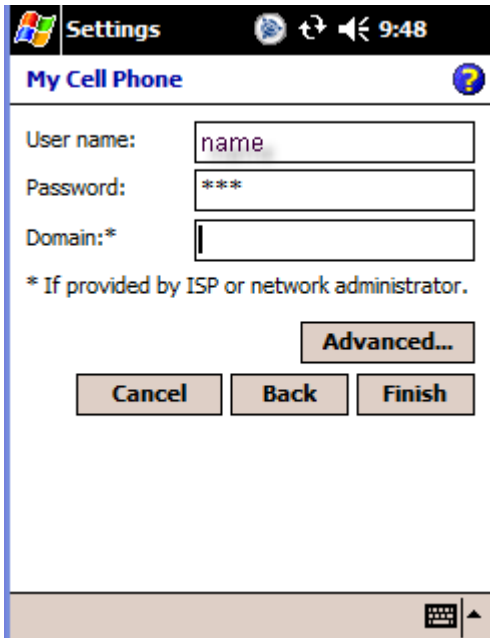 Settings 9:48
My Cell Phone
User name: name
Password: ***
Domain:*
* If provided by ISP or network administrator.
Advanced...
Cancel Back Finish